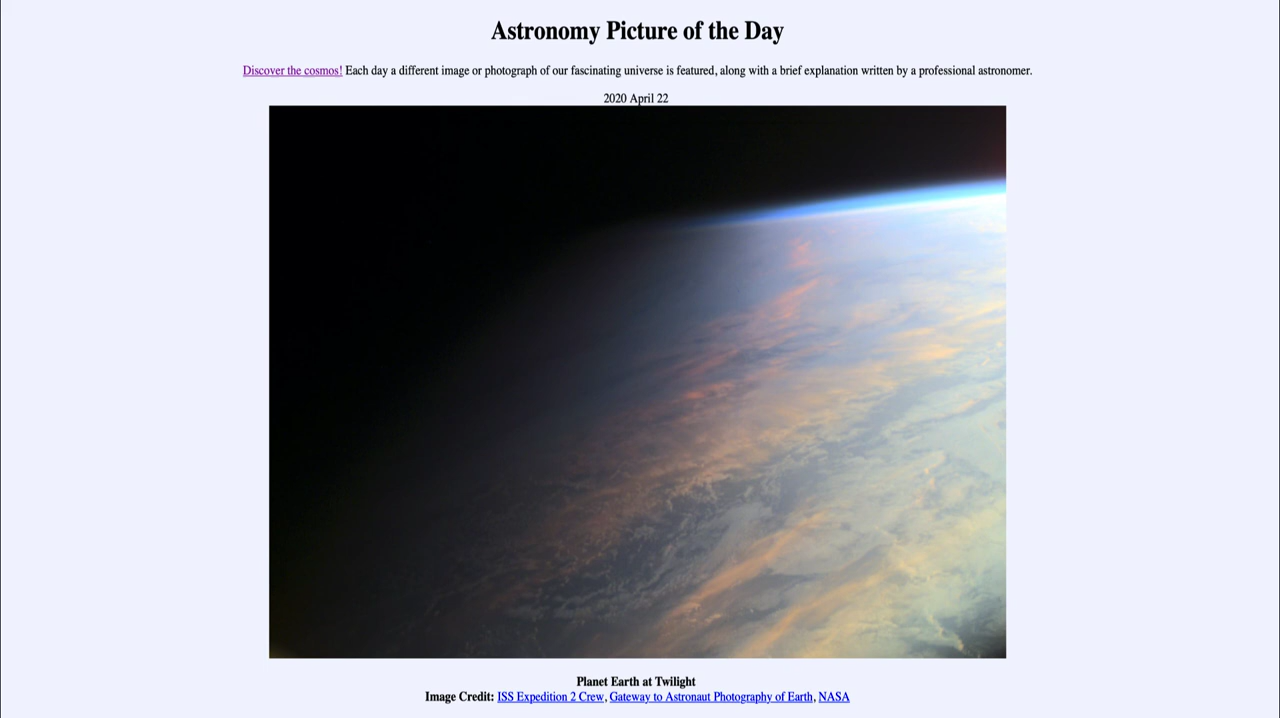 Astronomy Picture of the Day
Discover the cosmos! Each day a different image or photograph of our fascinating universe is featured, along with a brief explanation written by a professional astronomer.
2020 April 22
Planet Earth at Twilight
Image Credit: ISS Expedition 2 Crew, Gateway to Astronaut Photography of Earth, NASA